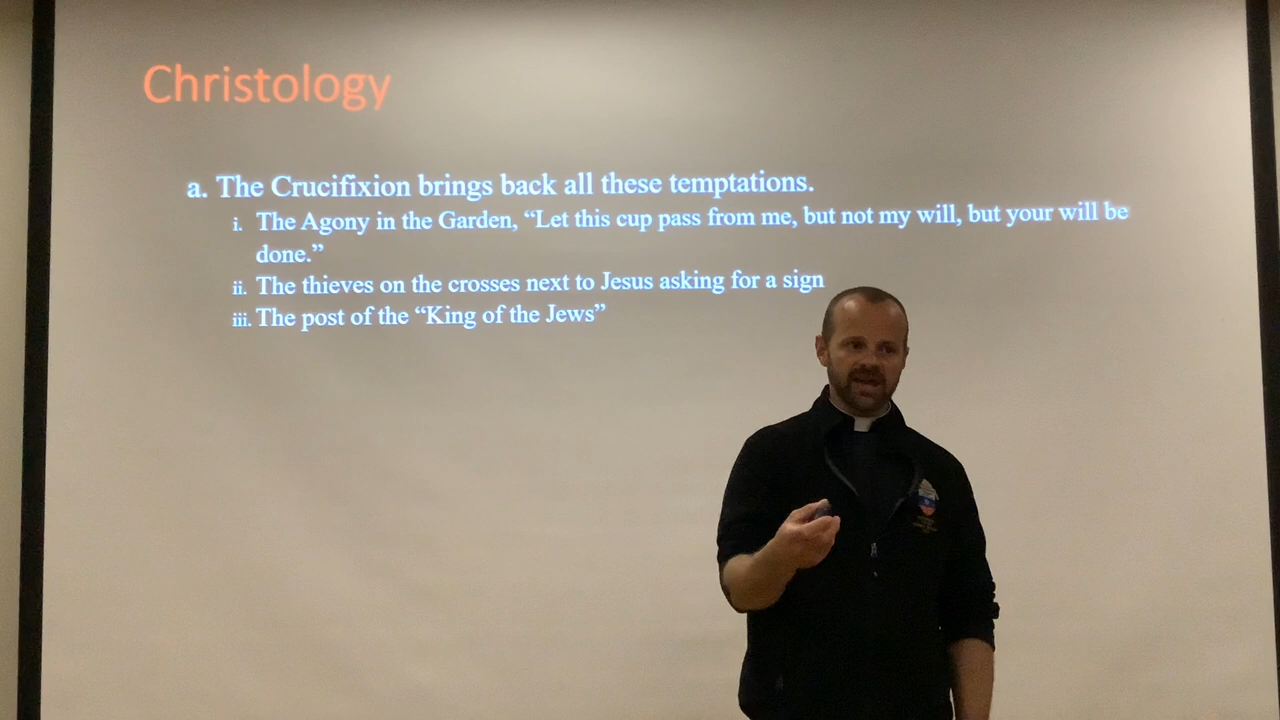 Christology
a. The Crucifixion brings back all these temptations.
i. The Agony in the Garden, “Let this cup pass from me, but not my will, but your will be
done.”
ii. The thieves on the crosses next to Jesus asking for a sign
iii. The post of the “King of the Jews”